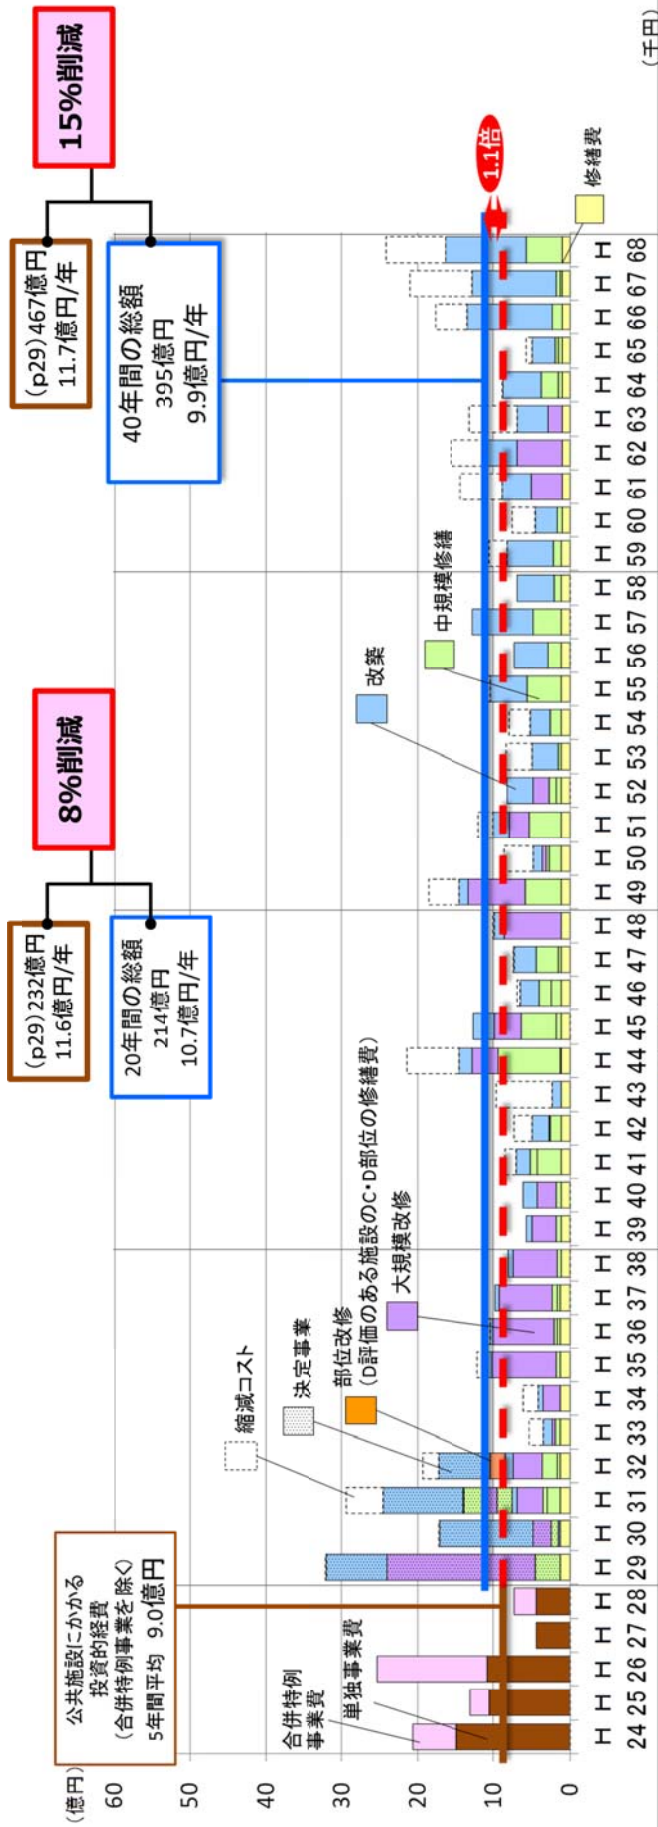 (億円)
60
50
40
30
20
10
0
公共施設にかかる
投資的経費
(合併特例事業を除く)
5年間平均 9.0億円
合併特例
事業費
単独事業費
縮減コスト
決定事業
部位改修
(D評価のある施設のC・D部位の修繕費)
大規模改修
(p29)232億円
11.6億円/年
20年間の総額
214億円
10.7億円/年
8%削減
改築
中規模修繕
(p29)467億円
11.7億円/年
40年間の総額
395億円
9.9億円/年
15%削減
1.1倍
修繕費
H H H H H H H H H H H H H H H H H H H H H H H H H H H H H H H H H H H H H H H H H H H H H
24 25 26 27 28 29 30 31 32 33 34 35 36 37 38 39 40 41 42 43 44 45 46 47 48 49 50 51 52 53 54 55 56 57 58 59 60 61 62 63 64 65 66 67 68
(千円)